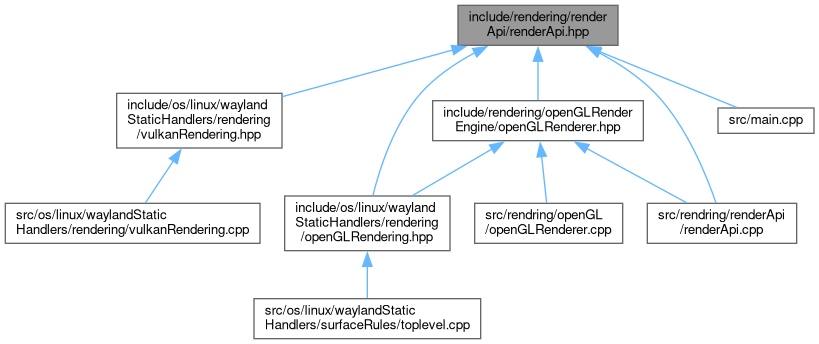 include/rendering/render
Api/renderApi.hpp
include/os/linux/wayland
StaticHandlers/rendering
/vulkanRendering.hpp
include/rendering/openGLRender
Engine/openGLRenderer.hpp
src/main.cpp
src/os/linux/waylandStatic
Handlers/rendering/vulkanRendering.cpp
include/os/linux/wayland
StaticHandlers/rendering
/openGLRendering.hpp
src/rendring/openGL
/openGLRenderer.cpp
src/rendring/renderApi
/renderApi.cpp
src/os/linux/waylandStatic
Handlers/surfaceRules/toplevel.cpp